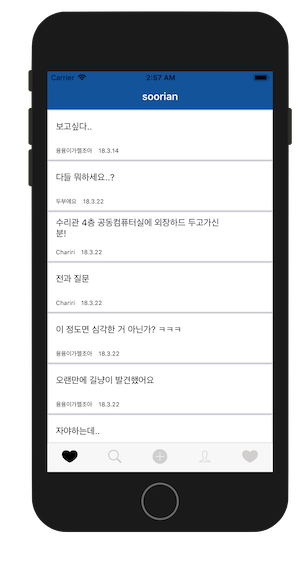 Carrier 2:57 AM
soorian
보고싶다..
용용이가젤조아 18.3.14
다들 뭐하세요..?
두부에요 18.3.22
수리관 4층 공동컴퓨터실에 외장하드 두고가신
분!
Chariri 18.3.22
전과 질문
Chariri 18.3.22
이 정도면 심각한 거 아닌가? ㅋㅋㅋ
용용이가젤조아 18.3.22
오랜만에 길냥이 발견했어요
용용이가젤조아 18.3.22
자야하는데..